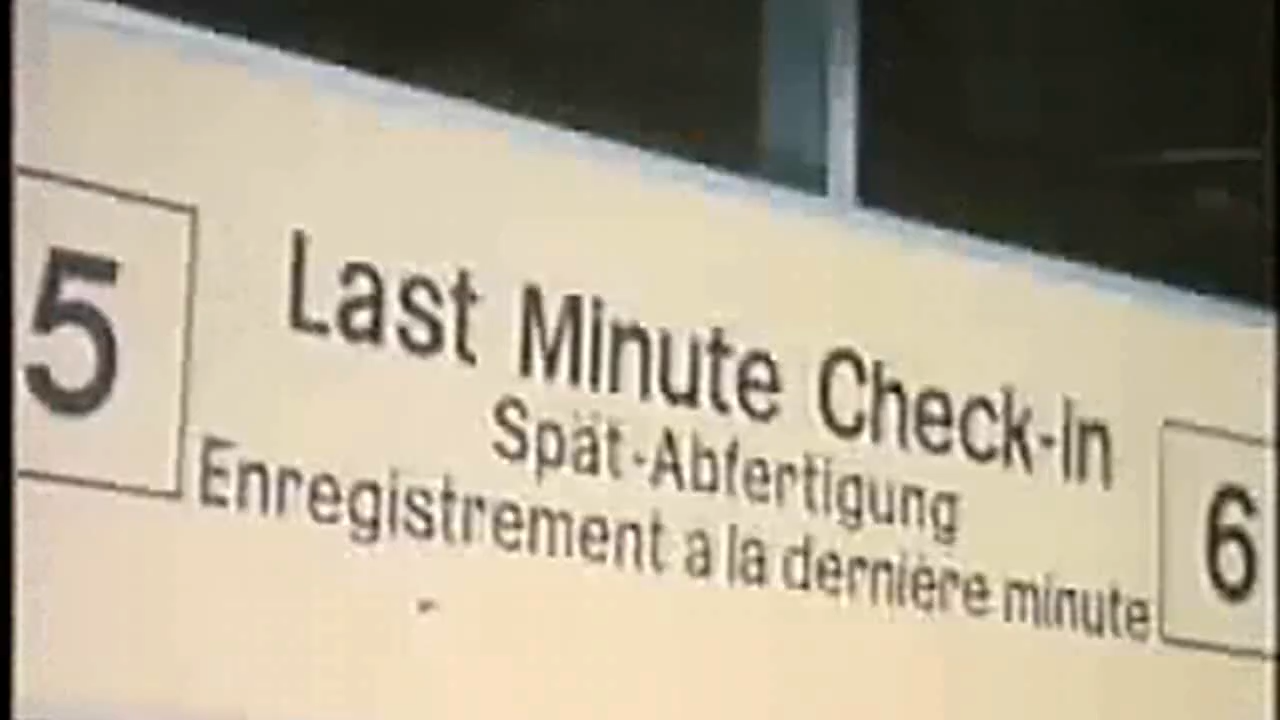 5
Last Minute Check-in
Spät-Abfertigung
Enregistrement a la dernière minute
6